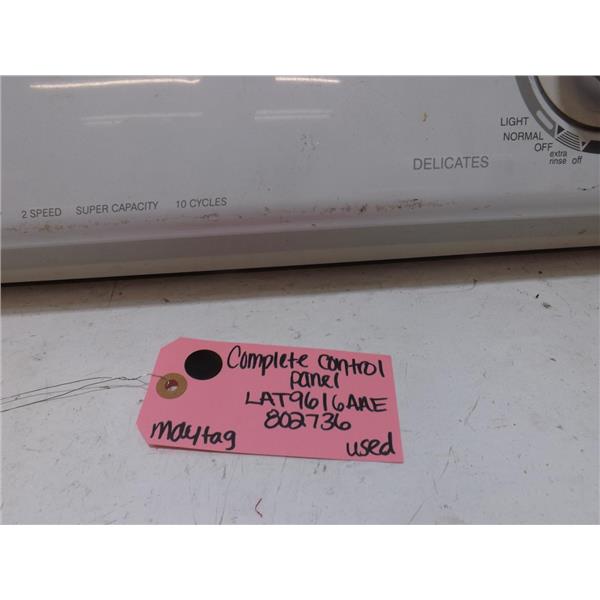 LIGHT
NORMAL
OFF
extra
rinse off
DELICATES
2 SPEED SUPER CAPACITY 10 CYCLES
Complete control
panel
LAT9616AAE
802736
maytag
used